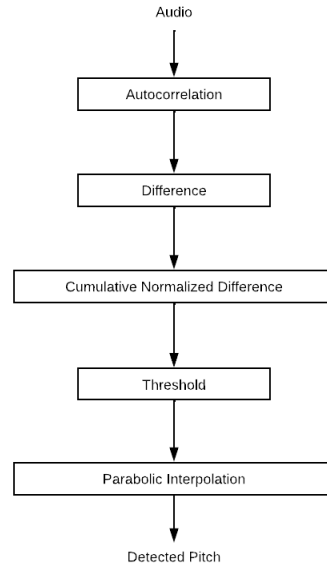 Audio
Autocorrelation
Difference
Cumulative Normalized Difference
Threshold
Parabolic Interpolation
Detected Pitch